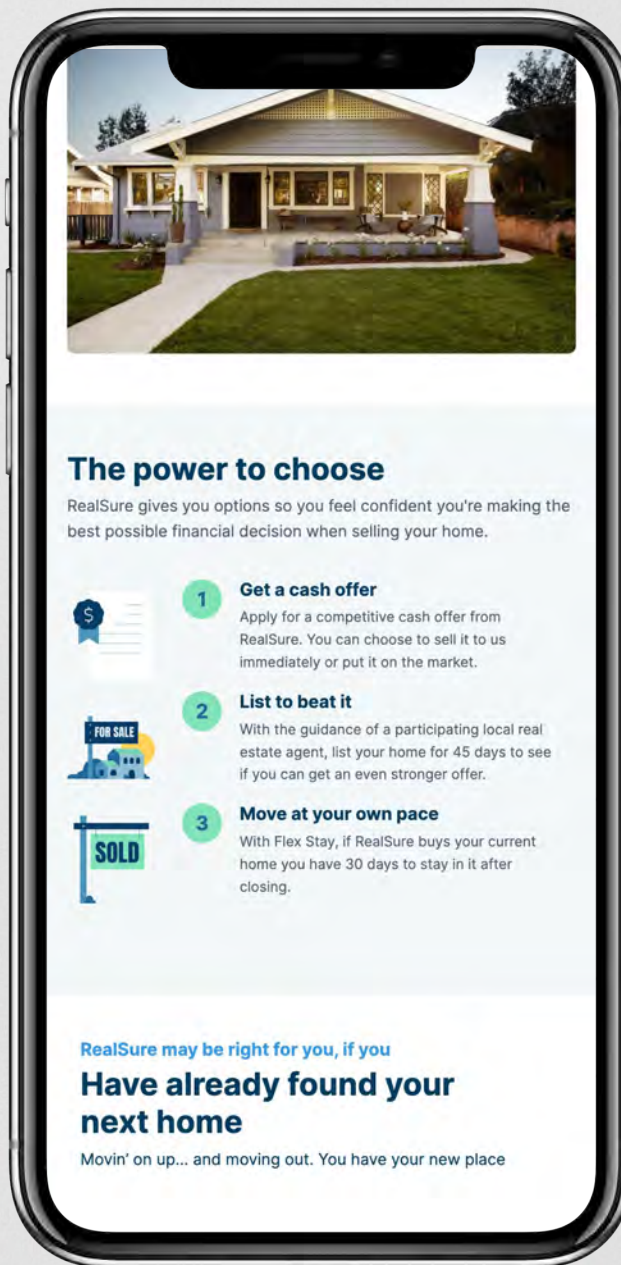 The power to choose
RealSure gives you options so you feel confident you're making the
best possible financial decision when selling your home.
$
1
Get a cash offer
Apply for a competitive cash offer from
RealSure. You can choose to sell it to us
immediately or put it on the market.
FOR SALE
2
List to beat it
With the guidance of a participating local real
estate agent, list your home for 45 days to see
if you can get an even stronger offer.
SOLD
3
Move at your own pace
With Flex Stay, if RealSure buys your current
home you have 30 days to stay in it after
closing.
RealSure may be right for you, if you
Have already found your
next home
Movin' on up... and moving out. You have your new place